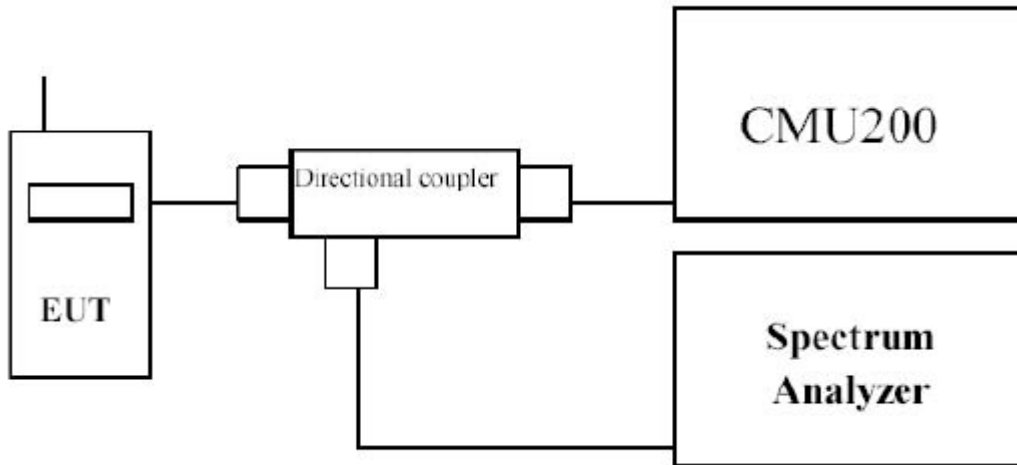 CMU200
Directional coupler
EUT
Spectrum
Analyzer